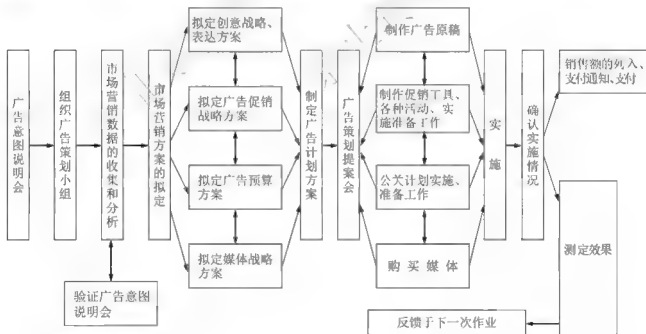 广告意图说明会
组织广告策划小组
市场营销数据的收集和分析
验证广告意图
说明会
市场营销方案的拟定
拟定创意战略、
表达方案
拟定广告促销
战略方案
拟定广告预算
方案
拟定媒体战略
方案
制定广告计划方案
广告策划提案会
制作广告原稿
制作促销工具、
各种活动、实
施准备工作
公关计划实施、
准备工作
购买媒体
实施
确认实施情况
销售额的列入、
支付通知、支付
测定效果
反馈于下一次作业